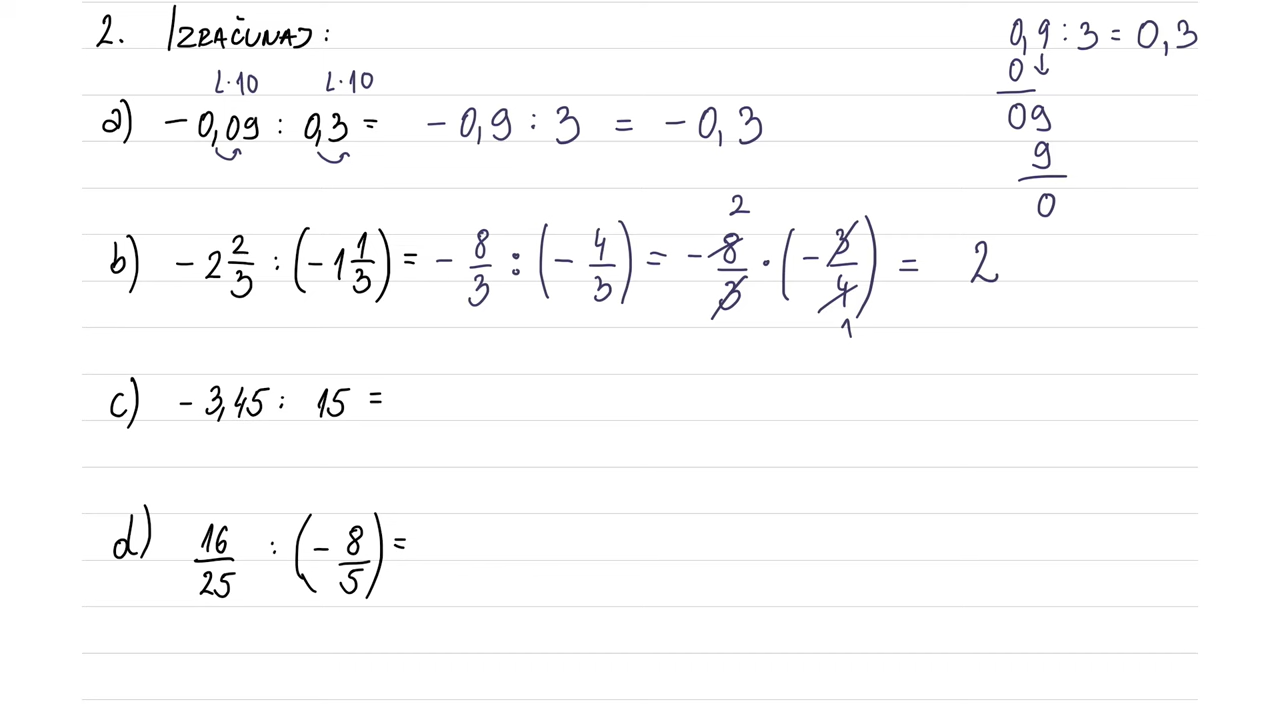 2. IZRAČUNAJ:
0,9 : 3 = 0,3
0 ↓
09
9
0
/·10 /·10
a) -0,09 : 0,3 = -0,9 : 3 = -0,3
b) -2 2/3 : (-1 1/3) = -8/3 : (-4/3) = -8/3 · (-3/4) = 2
2
1
c) -3,45 : 15 =
d) 16/25 : (-8/5) =